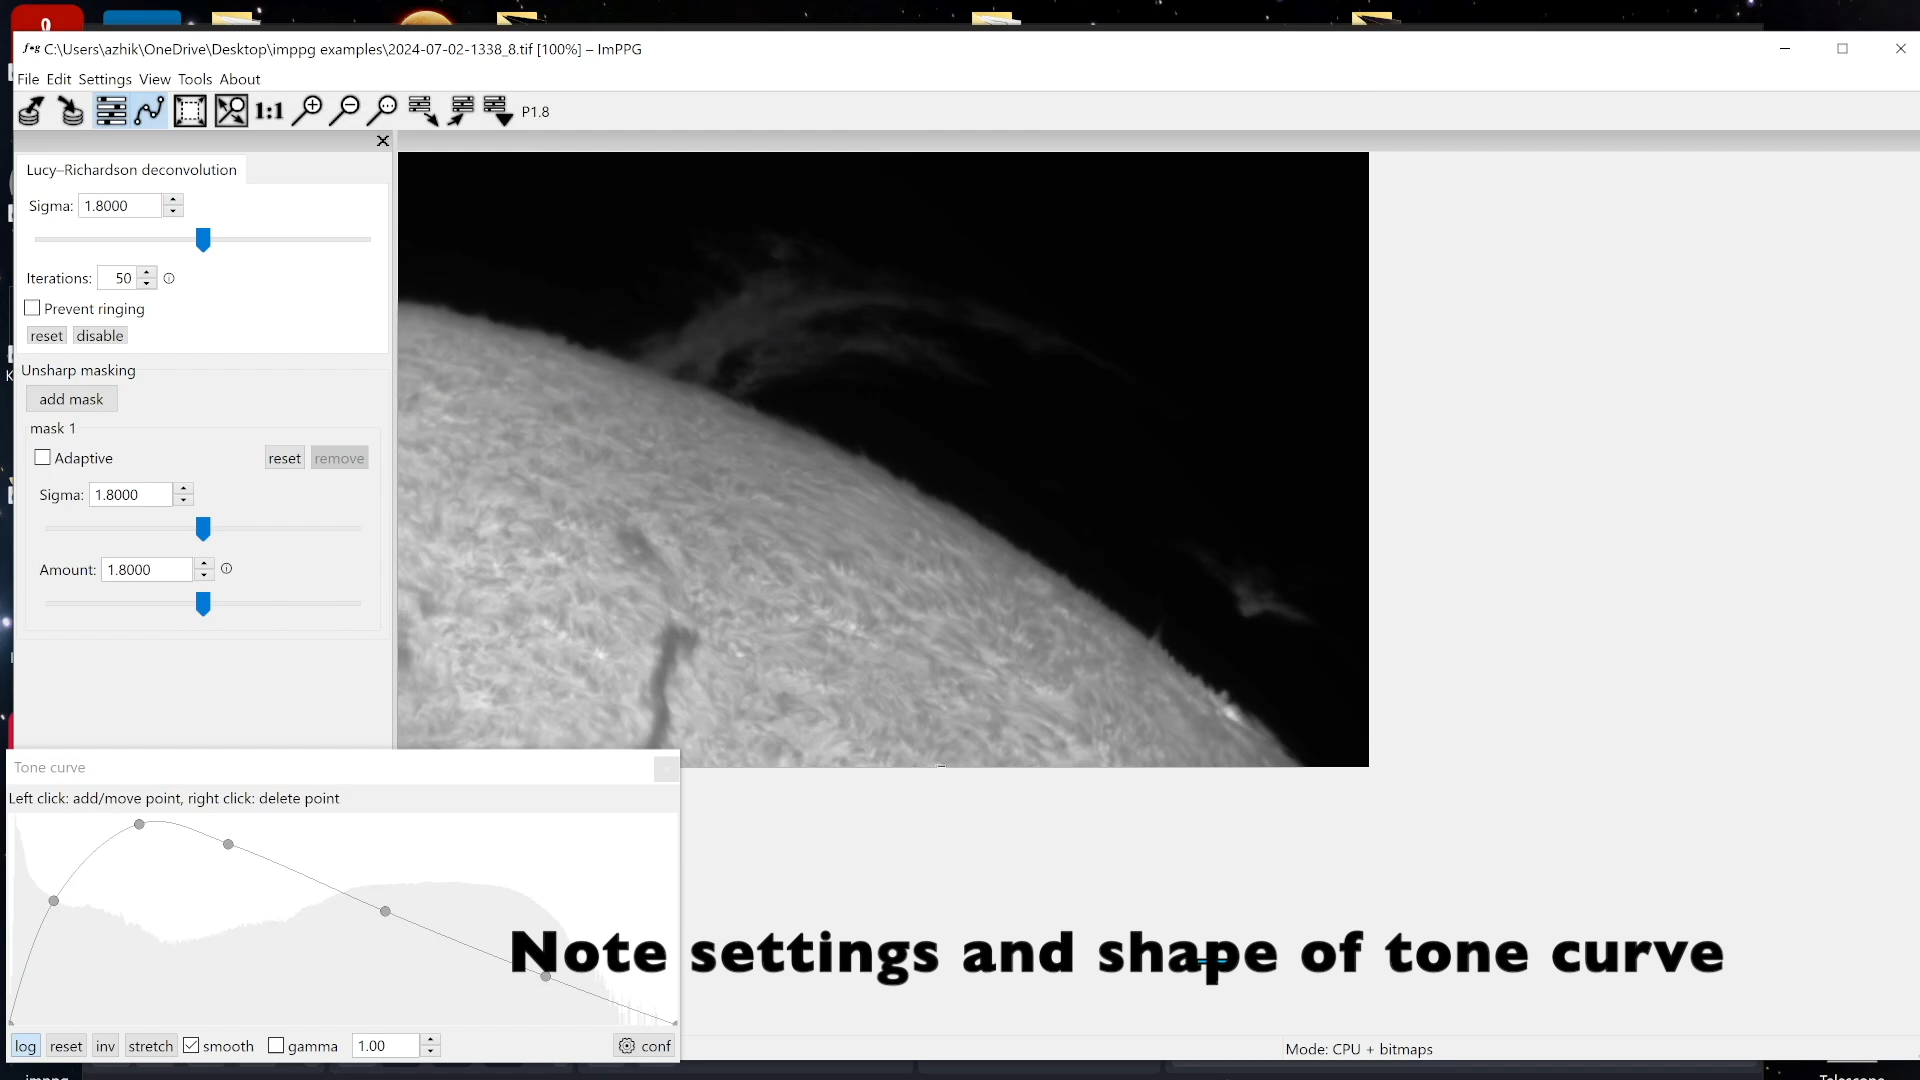 C:\Users\azhik\OneDrive\Desktop\imppg examples\2024-07-02-1338_8.tif [100%] – ImPPG
File Edit Settings View Tools About
1:1 P1.8
Lucy–Richardson deconvolution
Sigma: 1.8000
Iterations: 50
Prevent ringing
reset disable
Unsharp masking
add mask
mask 1
Adaptive reset remove
Sigma: 1.8000
Amount: 1.8000
Tone curve
Left click: add/move point, right click: delete point
Note settings and shape of tone curve
log reset inv stretch smooth gamma 1.00 conf
Mode: CPU + bitmaps